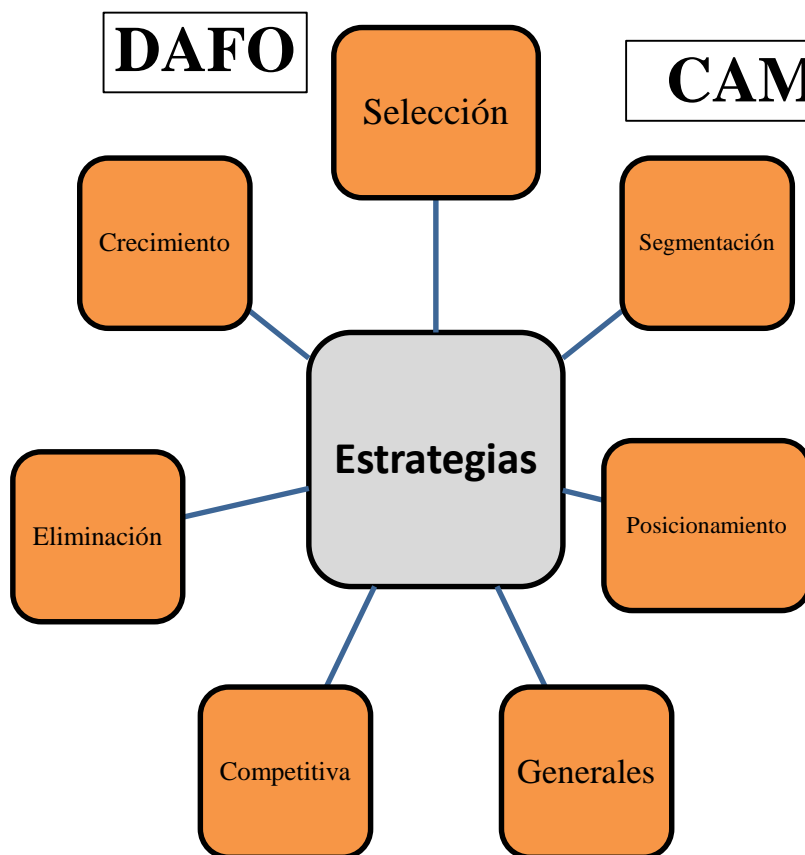 DAFO
CAM
Selección
Crecimiento
Segmentación
Estrategias
Posicionamiento
Eliminación
Competitiva
Generales